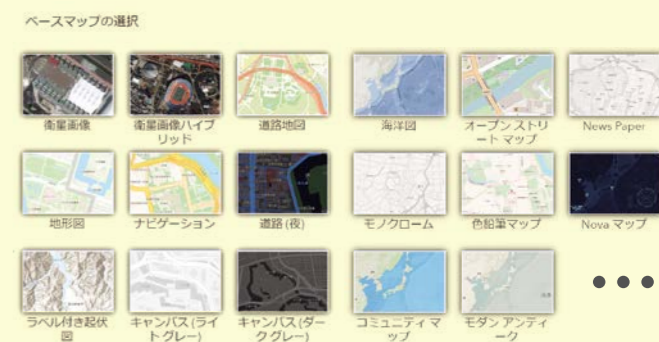 ベースマップの選択
衛星画像
衛星画像ハイブ
リッド
道路地図
海洋図
オープンストリ
ート マップ
News Paper
地形図
ナビゲーション
道路 (夜)
モノクローム
色鉛筆マップ
Nova マップ
ラベル付き起伏
図
キャンバス (ライ
トグレー)
キャンバス (ダー
クグレー)
コミュニティ マ
ップ
モダン アンティ
ーク